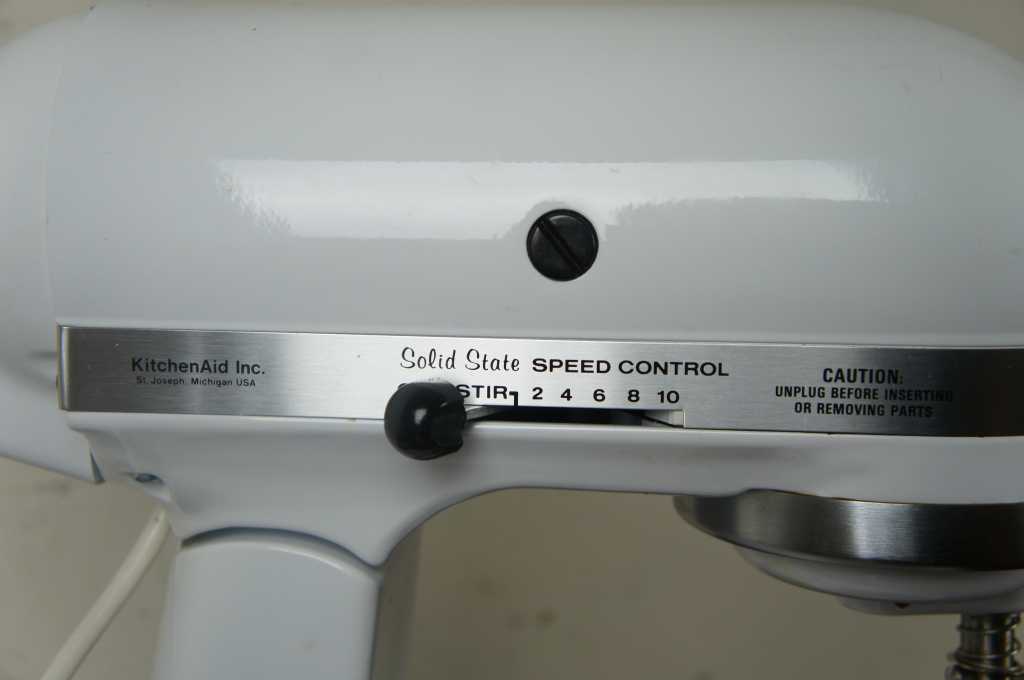 KitchenAid Inc.
St. Joseph, Michigan USA
Solid State SPEED CONTROL
STIR 2 4 6 8 10
CAUTION:
UNPLUG BEFORE INSERTING
OR REMOVING PARTS